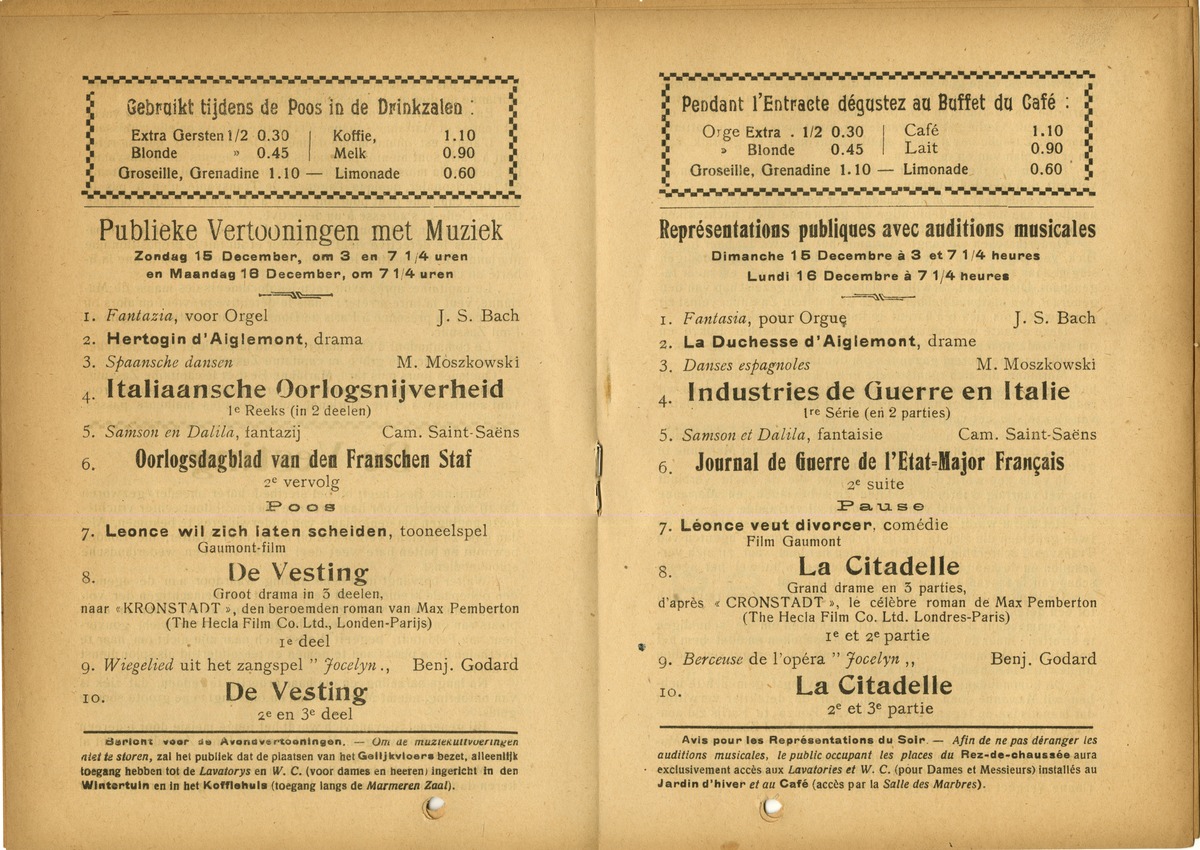 Gebruikt tijdens de Poos in de Drinkzalen :
Extra Gersten 1/2 0.30 | Koffie, 1.10
Blonde » 0.45 | Melk 0.90
Groseille, Grenadine 1.10 — Limonade 0.60
Publieke Vertooningen met Muziek
Zondag 15 December, om 3 en 7 1/4 uren
en Maandag 16 December, om 7 1/4 uren
1. Fantazia, voor Orgel J. S. Bach
2. Hertogin d'Aiglemont, drama
3. Spaansche dansen M. Moszkowski
4. Italiaansche Oorlogsnijverheid
1e Reeks (in 2 deelen)
5. Samson en Dalila, fantazij Cam. Saint-Saëns
6. Oorlogsdagblad van den Franschen Staf
2e vervolg
Poos
7. Leonce wil zich laten scheiden, tooneelspel
Gaumont-film
8. De Vesting
Groot drama in 3 deelen,
naar «KRONSTADT», den beroemden roman van Max Pemberton
(The Hecla Film Co. Ltd., Londen-Parijs)
1e deel
9. Wiegelied uit het zangspel " Jocelyn ., Benj. Godard
10. De Vesting
2e en 3e deel
Bericht voor de Avondvertooningen. — Om de muziekuitvoeringen
niet te storen, zal het publiek dat de plaatsen van het Gelijkvloers bezet, alleenlijk
toegang hebben tot de Lavatorys en W. C. (voor dames en heeren) ingericht in den
Wintertuin en in het Koffiehuis (toegang langs de Marmeren Zaal).
Pendant l'Entracte dégustez au Buffet du Café :
Orge Extra . 1/2 0.30 | Café 1.10
» Blonde 0.45 | Lait 0.90
Groseille, Grenadine 1.10 — Limonade 0.60
Représentations publiques avec auditions musicales
Dimanche 15 Decembre à 3 et 7 1/4 heures
Lundi 16 Decembre à 7 1/4 heures
1. Fantasia, pour Orgue J. S. Bach
2. La Duchesse d'Aiglemont, drame
3. Danses espagnoles M. Moszkowski
4. Industries de Guerre en Italie
1re Série (en 2 parties)
5. Samson et Dalila, fantaisie Cam. Saint-Saëns
6. Journal de Guerre de l'Etat=Major Français
2e suite
Pause
7. Léonce veut divorcer, comédie
Film Gaumont
8. La Citadelle
Grand drame en 3 parties,
d'après « CRONSTADT », le célèbre roman de Max Pemberton
(The Hecla Film Co. Ltd. Londres-Paris)
1e et 2e partie
9. Berceuse de l'opéra " Jocelyn ,, Benj. Godard
10. La Citadelle
2e et 3e partie
Avis pour les Représentations du Soir. — Afin de ne pas déranger les
auditions musicales, le public occupant les places du Rez-de-chaussée aura
exclusivement accès aux Lavatories et W. C. (pour Dames et Messieurs) installés au
Jardin d'hiver et au Café (accès par la Salle des Marbres).